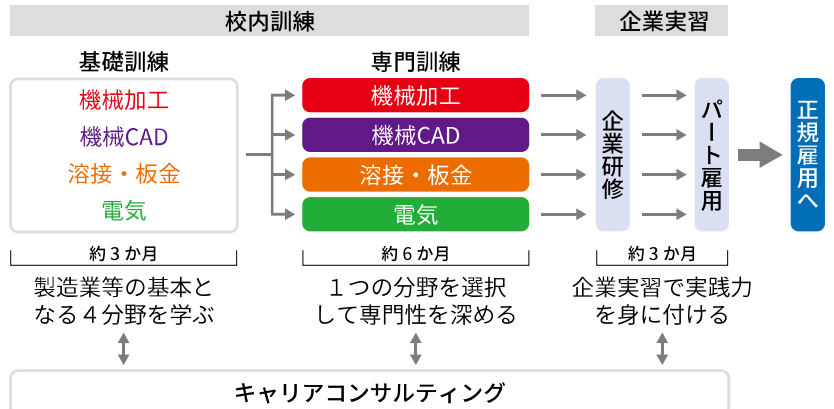 校内訓練
企業実習
基礎訓練
専門訓練
機械加工
機械CAD
溶接・板金
電気
機械加工
機械CAD
溶接・板金
電気
企業研修
パート雇用
正規雇用へ
約3か月
約6か月
約3か月
製造業等の基本と
なる4分野を学ぶ
1つの分野を選択
して専門性を深める
企業実習で実践力
を身に付ける
キャリアコンサルティング